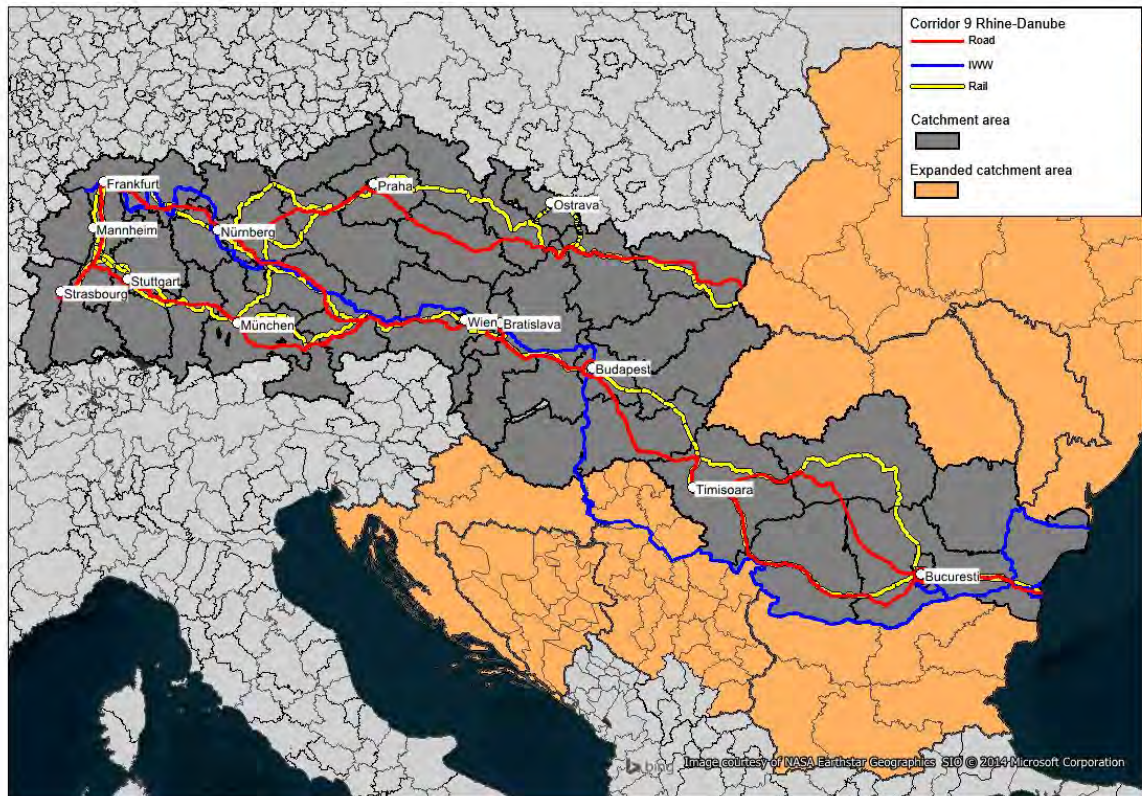 Corridor 9 Rhine-Danube
Road
IWW
Rail
Catchment area
Expanded catchment area
Frankfurt
Praha
Ostrava
Mannheim
Nürnberg
Stuttgart
Strasbourg
München
Wien
Bratislava
Budapest
Timisoara
Bucuresti
bing
Image courtesy of NASA Earthstar Geographics SIO © 2014 Microsoft Corporation